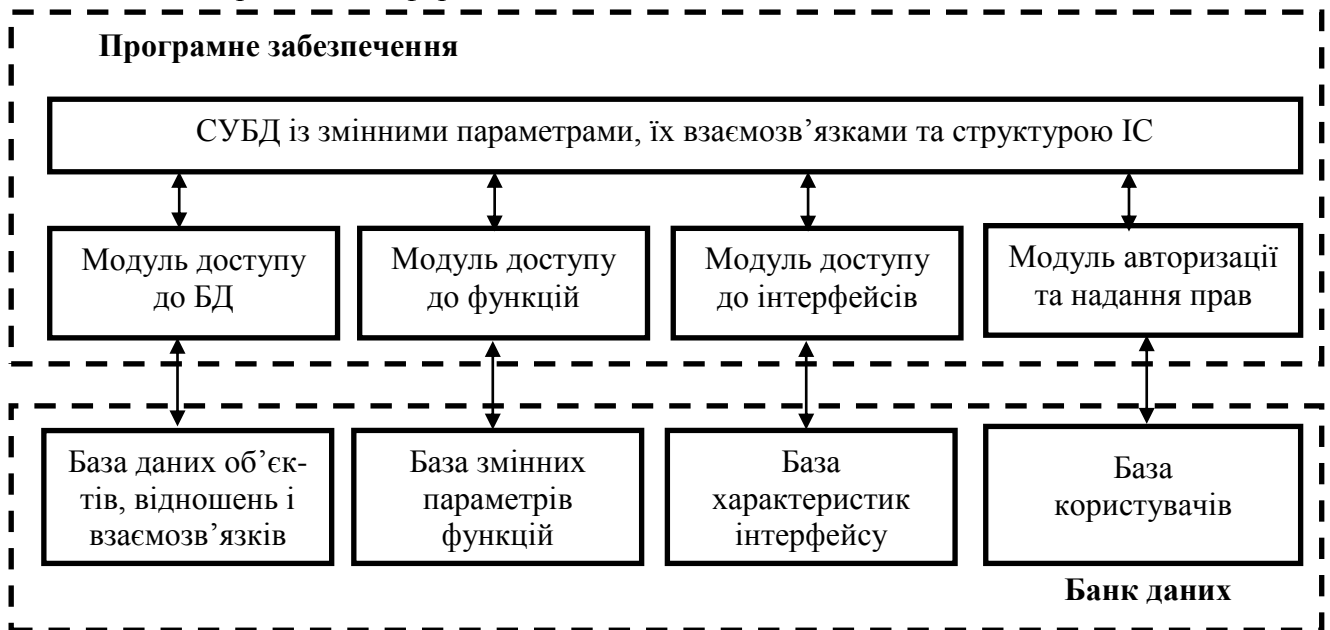 Програмне забезпечення
СУБД із змінними параметрами, їх взаємозв’язками та структурою ІС
Модуль доступу
до БД
Модуль доступу
до функцій
Модуль доступу
до інтерфейсів
Модуль авторизації
та надання прав
База даних об’єк-
тів, відношень і
взаємозв’язків
База змінних
параметрів
функцій
База
характеристик
інтерфейсу
База
користувачів
Банк даних